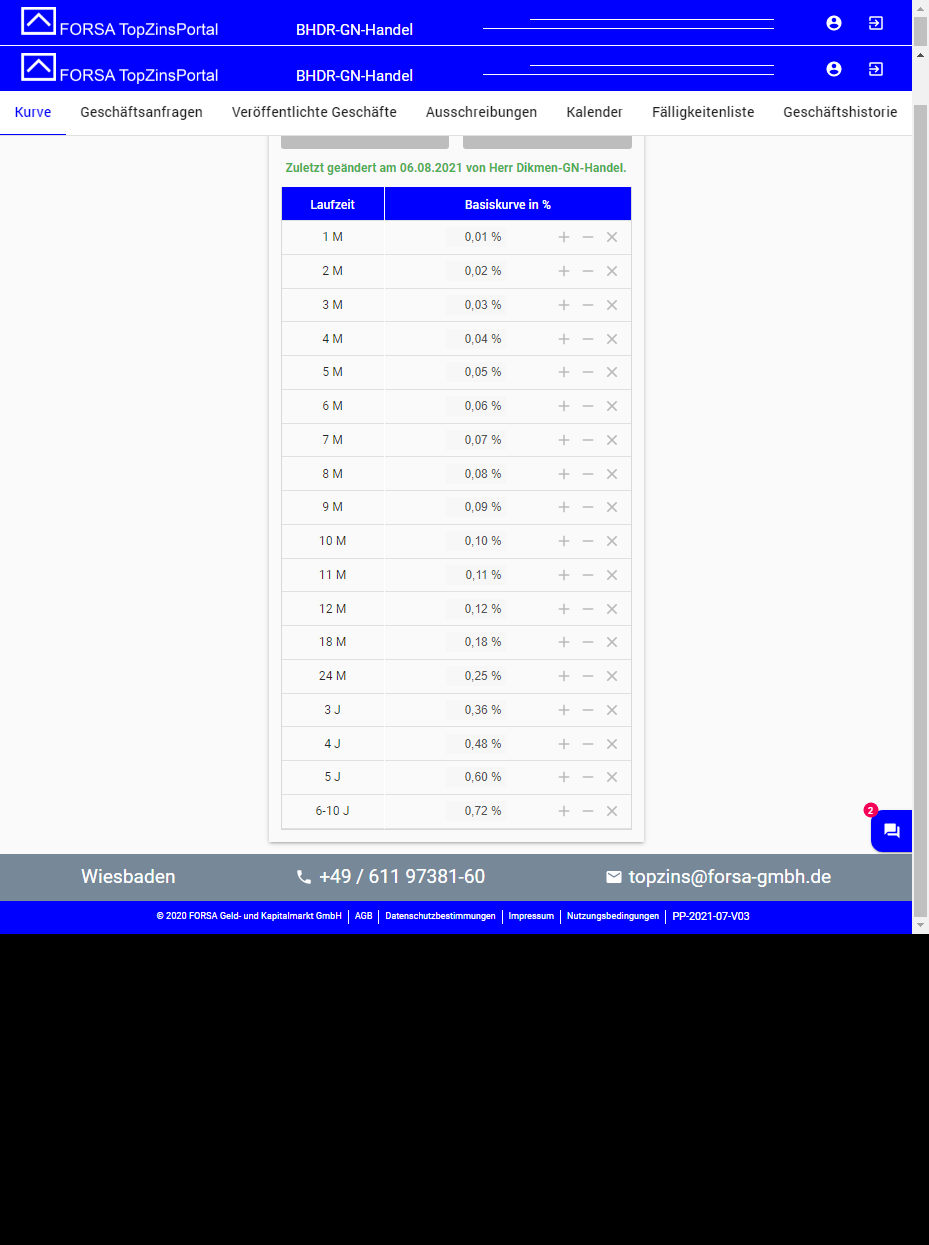 FORSA TopZinsPortal BHDR-GN-Handel
FORSA TopZinsPortal BHDR-GN-Handel
Kurve Geschäftsanfragen Veröffentlichte Geschäfte Ausschreibungen Kalender Fälligkeitenliste Geschäftshistorie
Zuletzt geändert am 06.08.2021 von Herr Dikmen-GN-Handel.
Laufzeit Basiskurve in %
1 M 0,01 %
2 M 0,02 %
3 M 0,03 %
4 M 0,04 %
5 M 0,05 %
6 M 0,06 %
7 M 0,07 %
8 M 0,08 %
9 M 0,09 %
10 M 0,10 %
11 M 0,11 %
12 M 0,12 %
18 M 0,18 %
24 M 0,25 %
3 J 0,36 %
4 J 0,48 %
5 J 0,60 %
6-10 J 0,72 %
2
Wiesbaden +49 / 611 97381-60 topzins@forsa-gmbh.de
© 2020 FORSA Geld- und Kapitalmarkt GmbH | AGB | Datenschutzbestimmungen | Impressum | Nutzungsbedingungen | PP-2021-07-V03